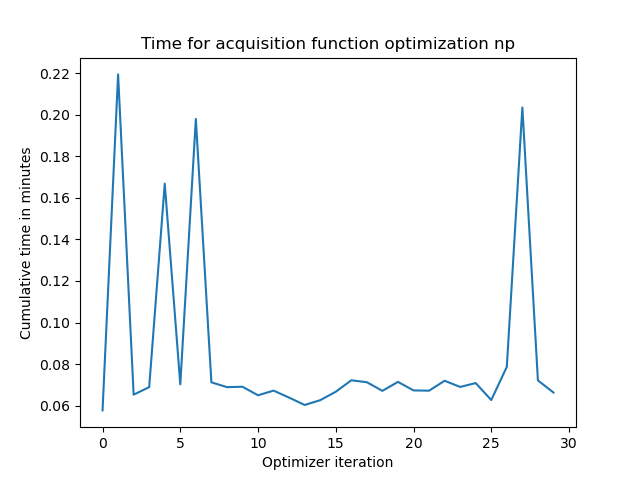 Time for acquisition function optimization np
Cumulative time in minutes
0.22
0.20
0.18
0.16
0.14
0.12
0.10
0.08
0.06
0 5 10 15 20 25 30
Optimizer iteration